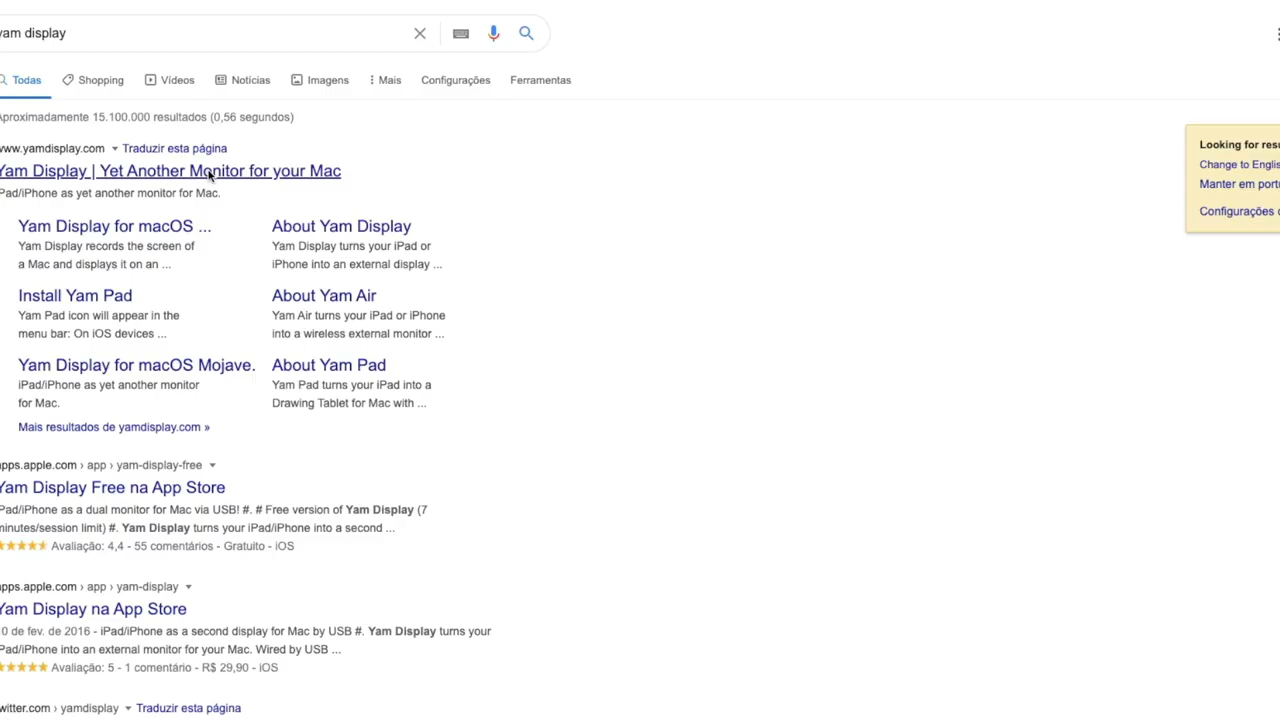 yam display
Todas Shopping Vídeos Notícias Imagens Mais Configurações Ferramentas
Aproximadamente 15.100.000 resultados (0,56 segundos)
www.yamdisplay.com Traduzir esta página
Yam Display | Yet Another Monitor for your Mac
iPad/iPhone as yet another monitor for Mac.
Yam Display for macOS ...
Yam Display records the screen of
a Mac and displays it on an ...
About Yam Display
Yam Display turns your iPad or
iPhone into an external display ...
Install Yam Pad
Yam Pad icon will appear in the
menu bar: On iOS devices ...
About Yam Air
Yam Air turns your iPad or iPhone
into a wireless external monitor ...
Yam Display for macOS Mojave.
iPad/iPhone as yet another monitor
for Mac.
About Yam Pad
Yam Pad turns your iPad into a
Drawing Tablet for Mac with ...
Mais resultados de yamdisplay.com »
apps.apple.com › app › yam-display-free
Yam Display Free na App Store
iPad/iPhone as a dual monitor for Mac via USB! #. # Free version of Yam Display (7
minutes/session limit) #. Yam Display turns your iPad/iPhone into a second ...
Avaliação: 4,4 - 55 comentários - Gratuito - iOS
apps.apple.com › app › yam-display
Yam Display na App Store
0 de fev. de 2016 - iPad/iPhone as a second display for Mac by USB #. Yam Display turns your
iPad/iPhone into an external monitor for your Mac. Wired by USB ...
Avaliação: 5 - 1 comentário - R$ 29,90 - iOS
twitter.com › yamdisplay Traduzir esta página
Looking for resu
Change to Englis
Manter em portu
Configurações d